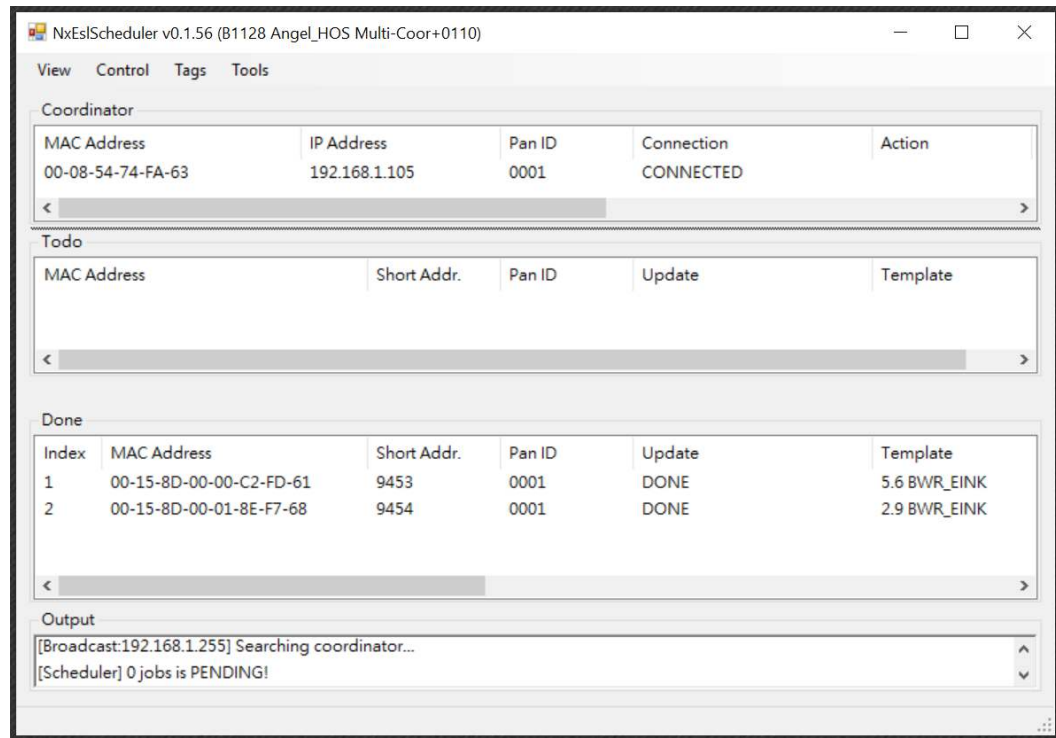 NxEslScheduler v0.1.56 (B1128 Angel_HOS Multi-Coor+0110)
View Control Tags Tools
Coordinator
MAC Address IP Address Pan ID Connection Action
00-08-54-74-FA-63 192.168.1.105 0001 CONNECTED
Todo
MAC Address Short Addr. Pan ID Update Template
Done
Index MAC Address Short Addr. Pan ID Update Template
1 00-15-8D-00-00-C2-FD-61 9453 0001 DONE 5.6 BWR_EINK
2 00-15-8D-00-01-8E-F7-68 9454 0001 DONE 2.9 BWR_EINK
Output
[Broadcast:192.168.1.255] Searching coordinator...
[Scheduler] 0 jobs is PENDING!